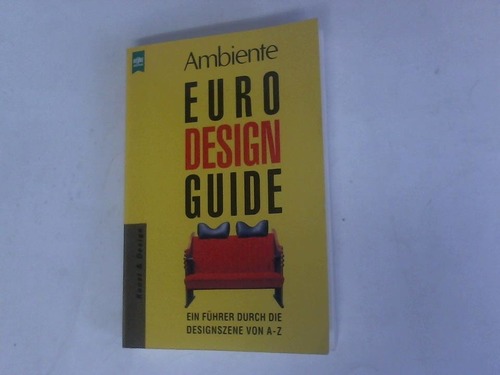 Ambiente
EURO
DESIGN
GUIDE
EIN FÜHRER DURCH DIE
DESIGNSZENE VON A-Z